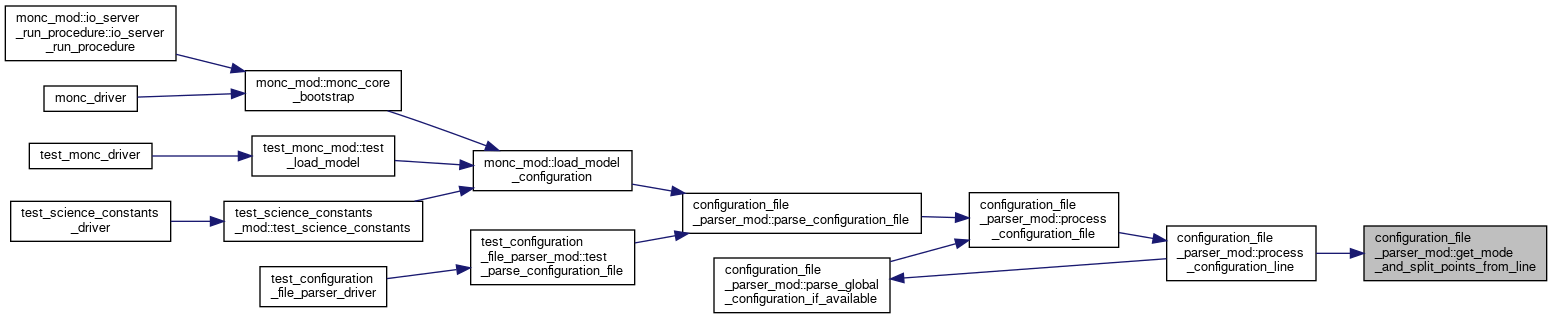 monc_mod::io_server
_run_procedure::io_server
_run_procedure
monc_driver
monc_mod::monc_core
_bootstrap
test_monc_driver
test_monc_mod::test
_load_model
test_science_constants
_driver
test_science_constants
_mod::test_science_constants
monc_mod::load_model
_configuration
test_configuration
_file_parser_driver
test_configuration
_file_parser_mod::test
_parse_configuration_file
configuration_file
_parser_mod::parse_configuration_file
configuration_file
_parser_mod::parse_global
_configuration_if_available
configuration_file
_parser_mod::process
_configuration_file
configuration_file
_parser_mod::process
_configuration_line
configuration_file
_parser_mod::get_mode
_and_split_points_from_line